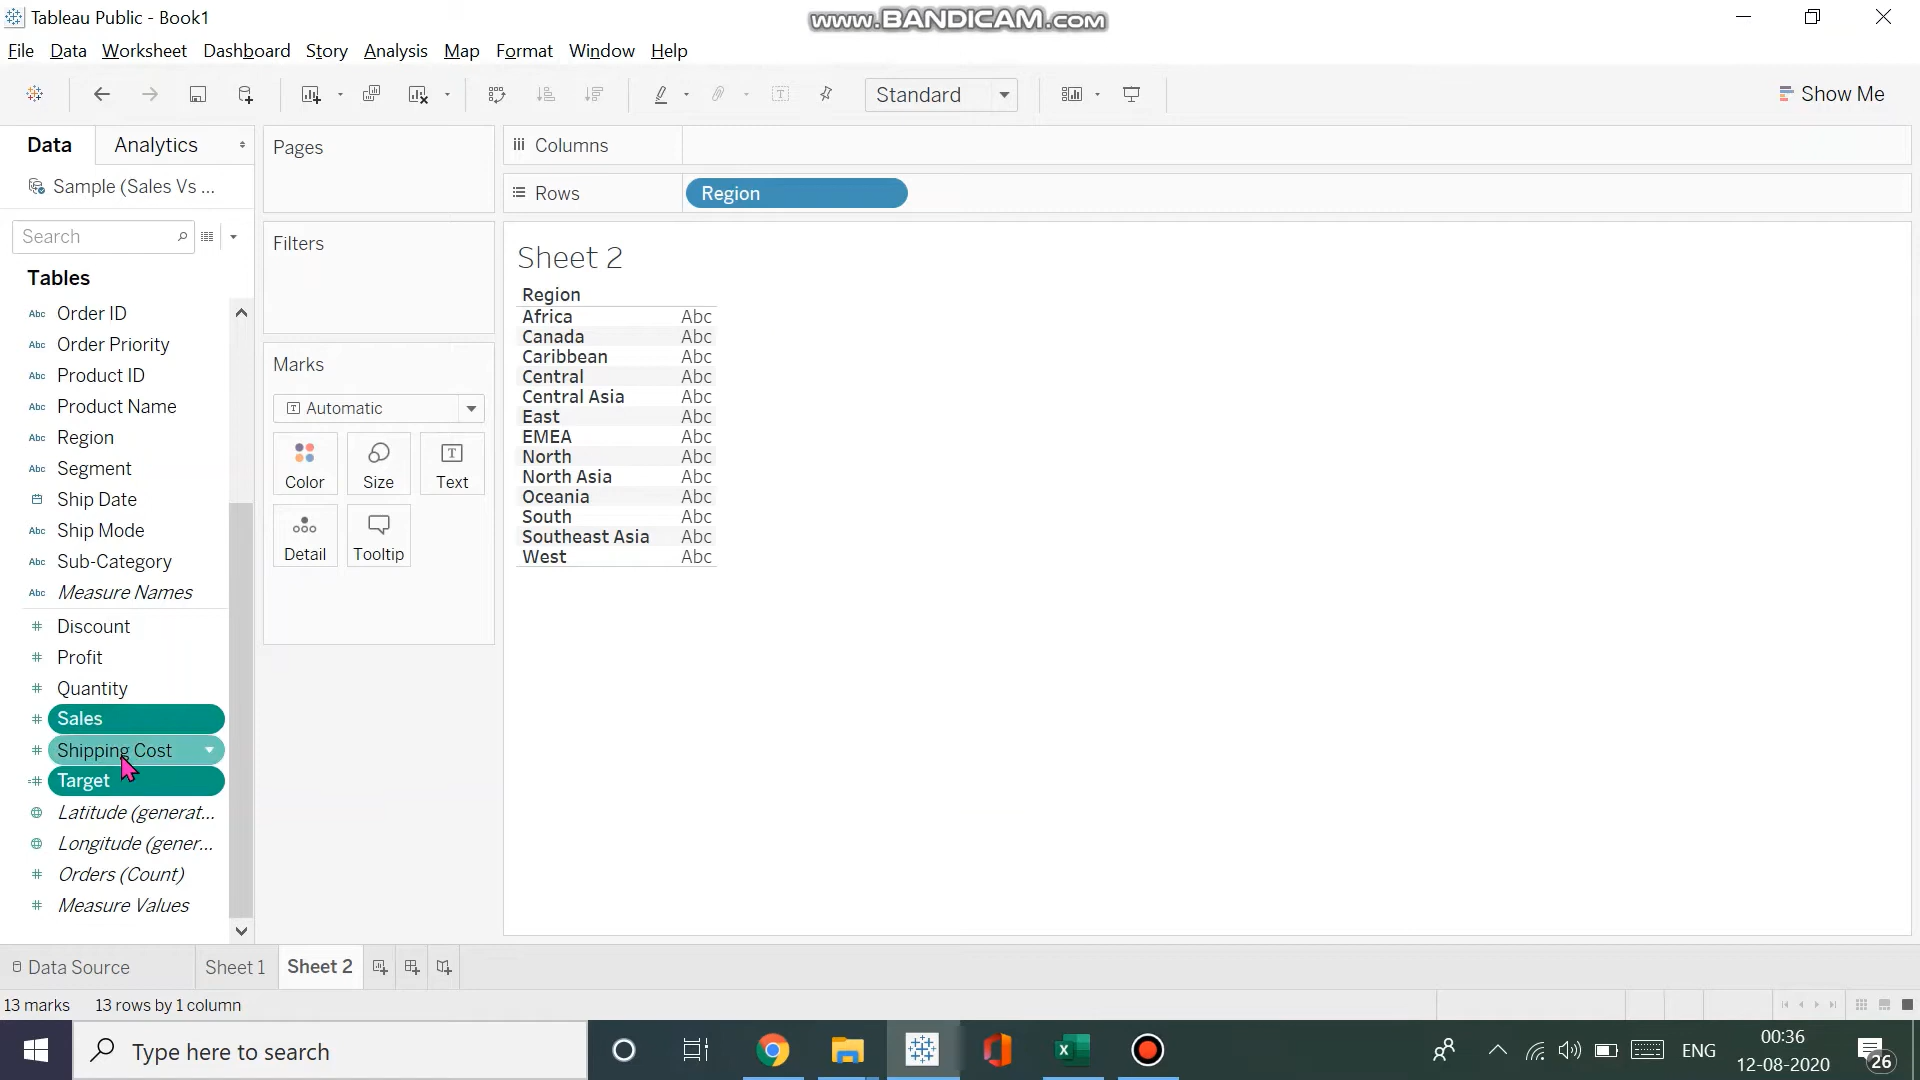 Tableau Public - Book1
www.BANDICAM.com
File Data Worksheet Dashboard Story Analysis Map Format Window Help
Standard
Show Me
Data Analytics
Sample (Sales Vs ...
Search
Tables
Order ID
Order Priority
Product ID
Product Name
Region
Segment
Ship Date
Ship Mode
Sub-Category
Measure Names
Discount
Profit
Quantity
Sales
Shipping Cost
Target
Latitude (generat...
Longitude (gener...
Orders (Count)
Measure Values
Pages
Filters
Marks
Automatic
Color Size Text
Detail Tooltip
Columns
Rows Region
Sheet 2
Region
Africa Abc
Canada Abc
Caribbean Abc
Central Abc
Central Asia Abc
East Abc
EMEA Abc
North Abc
North Asia Abc
Oceania Abc
South Abc
Southeast Asia Abc
West Abc
Data Source Sheet 1 Sheet 2
13 marks 13 rows by 1 column
Type here to search
ENG
00:36
12-08-2020
26